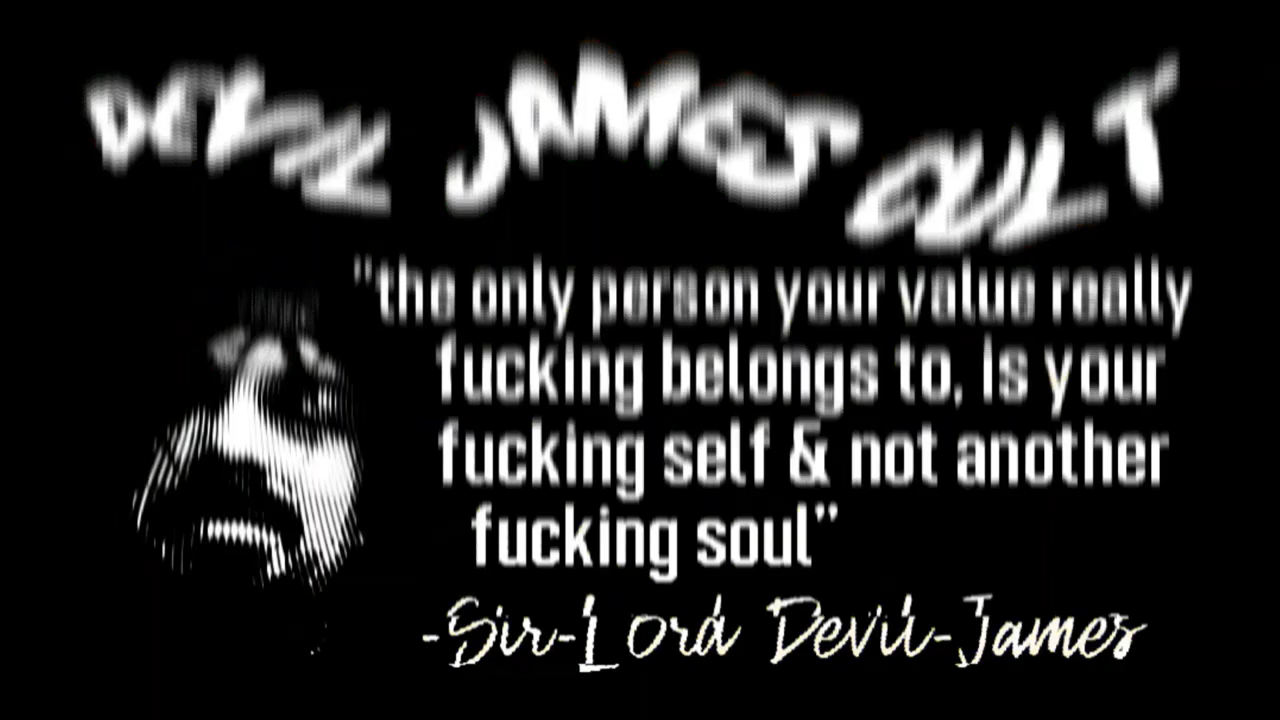 DEVIL JAMES CULT
"the only person your value really
fucking belongs to, is your
fucking self & not another
fucking soul"
-Sir-Lord Devil-James